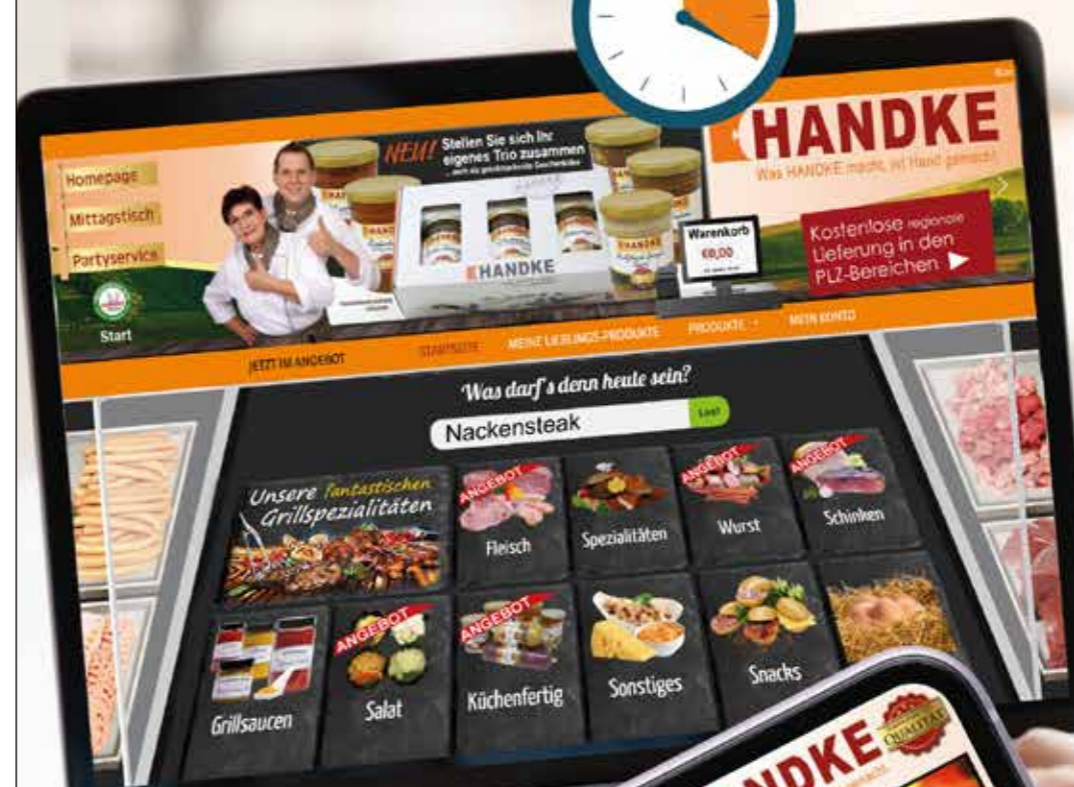 HANDKE
Was HANDKE macht, ist Hand gemacht.
Homepage
Mittagstisch
Partyservice
Start
NEU! Stellen Sie sich Ihr
eigenes Trio zusammen
HANDKE
Warenkorb
€0,00
Kostenlose regionale
Lieferung in den
PLZ-Bereichen
JETZT IM ANGEBOT
STARTSEITE
MEINE LIEBLINGS-PRODUKTE
PRODUKTE
MEIN KONTO
Was darf's denn heute sein?
Nackensteak
Los!
Unsere fantastischen
Grillspezialitäten
ANGEBOT
Fleisch
Spezialitäten
ANGEBOT
Wurst
ANGEBOT
Schinken
Grillsaucen
ANGEBOT
Salat
ANGEBOT
Küchenfertig
Sonstiges
Snacks
NDKE
QUALITÄT